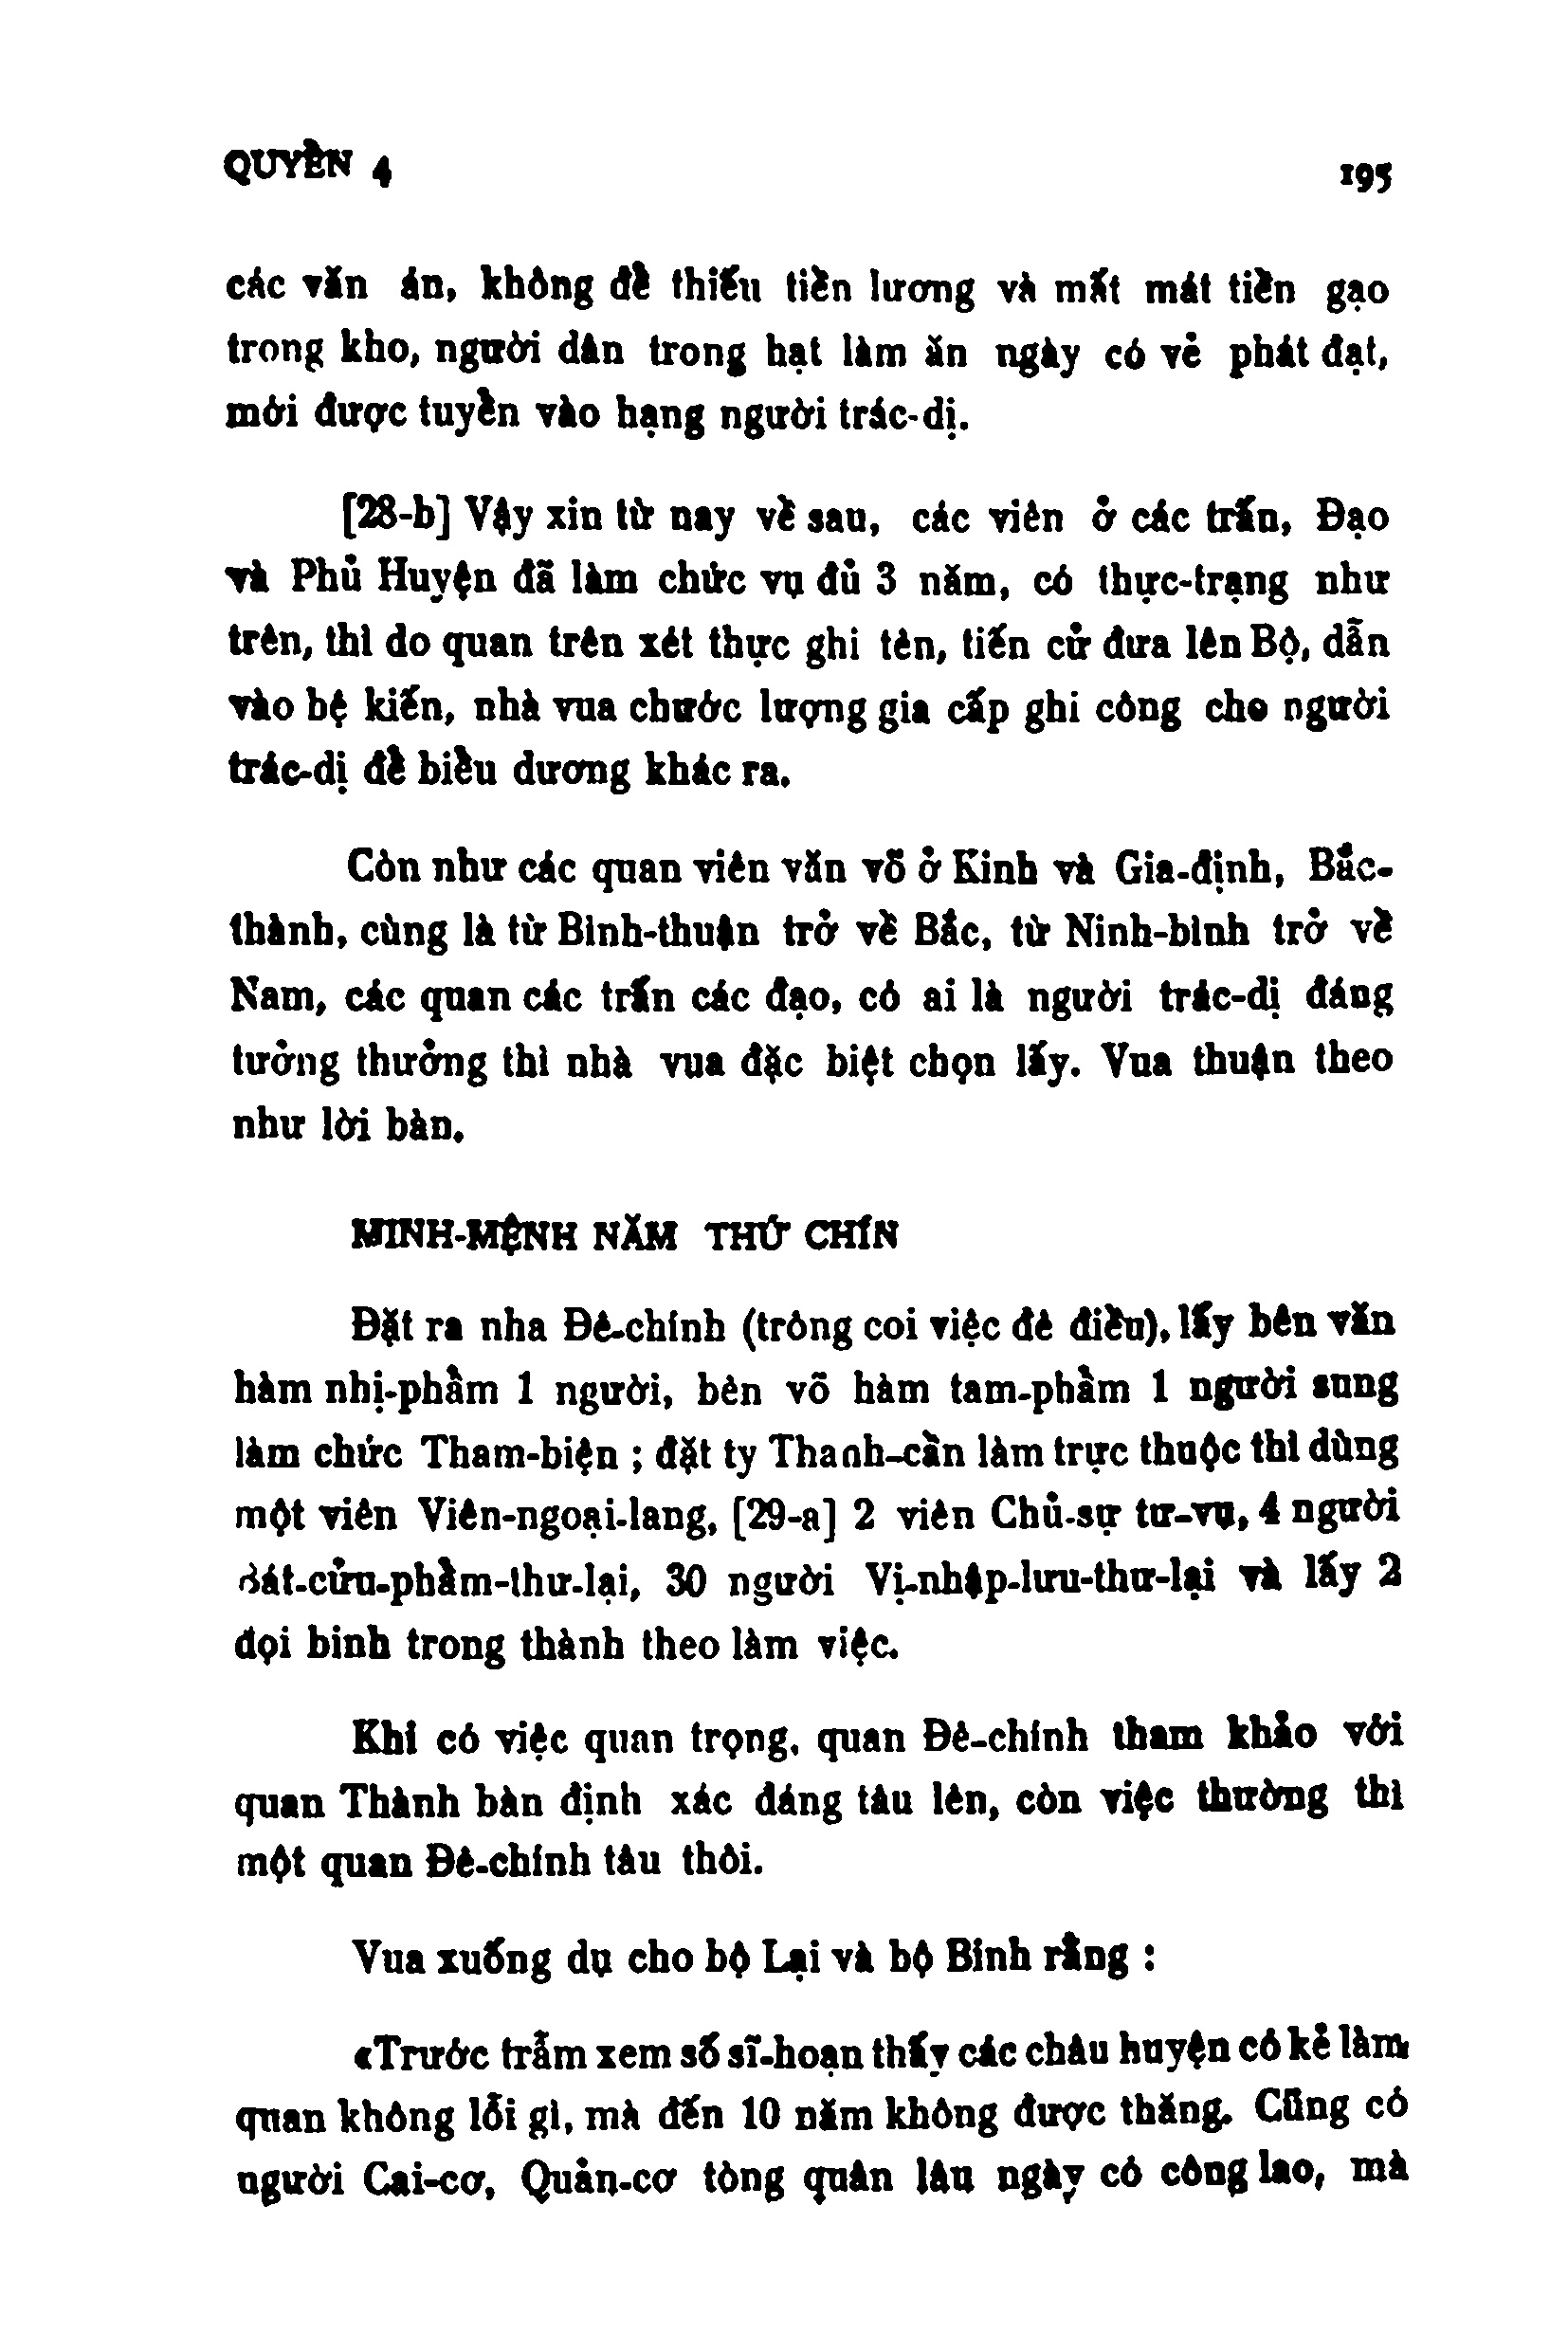 QUYỂN 4
195
các văn án, không để thiếu tiền lương và mất mát tiền gạo
trong kho, người dân trong hạt làm ăn ngày có vẻ phát đạt,
mới được tuyển vào hạng người trác-dị.
[28-b] Vậy xin từ nay về sau, các viên ở các trấn, Đạo
và Phủ Huyện đã làm chức vụ đủ 3 năm, có thực-trạng như
trên, thì do quan trên xét thực ghi tên, tiến cử đưa lên Bộ, dẫn
vào bệ kiến, nhà vua chước lượng gia cấp ghi công cho người
trác-dị để biểu dương khác ra.
Còn như các quan viên văn võ ở Kinh và Gia-định, Bắc-
thành, cùng là từ Bình-thuận trở về Bắc, từ Ninh-bình trở về
Nam, các quan các trấn các đạo, có ai là người trác-dị đáng
tưởng thưởng thì nhà vua đặc biệt chọn lấy. Vua thuận theo
như lời bàn.
MINH-MỆNH NĂM THỨ CHÍN
Đặt ra nha Đê-chính (trông coi việc đê điều), lấy bên văn
hàm nhị-phẩm 1 người, bên võ hàm tam-phẩm 1 người sung
làm chức Tham-biện ; đặt ty Thanh-cần làm trực thuộc thì dùng
một viên Viên-ngoại-lang, [29-a] 2 viên Chủ-sự tư-vụ, 4 người
Bát-cửu-phẩm-thư-lại, 30 người Vị-nhập-lưu-thư-lại và lấy 2
đội binh trong thành theo làm việc.
Khi có việc quan trọng, quan Đê-chính tham khảo với
quan Thành bàn định xác đáng tâu lên, còn việc thường thì
một quan Đê-chính tâu thôi.
Vua xuống dụ cho bộ Lại và bộ Binh rằng :
«Trước trẫm xem số sĩ-hoạn thấy các châu huyện có kẻ làm
quan không lỗi gì, mà đến 10 năm không được thăng. Cũng có
người Cai-cơ, Quản-cơ tòng quân lâu ngày có công lao, mà